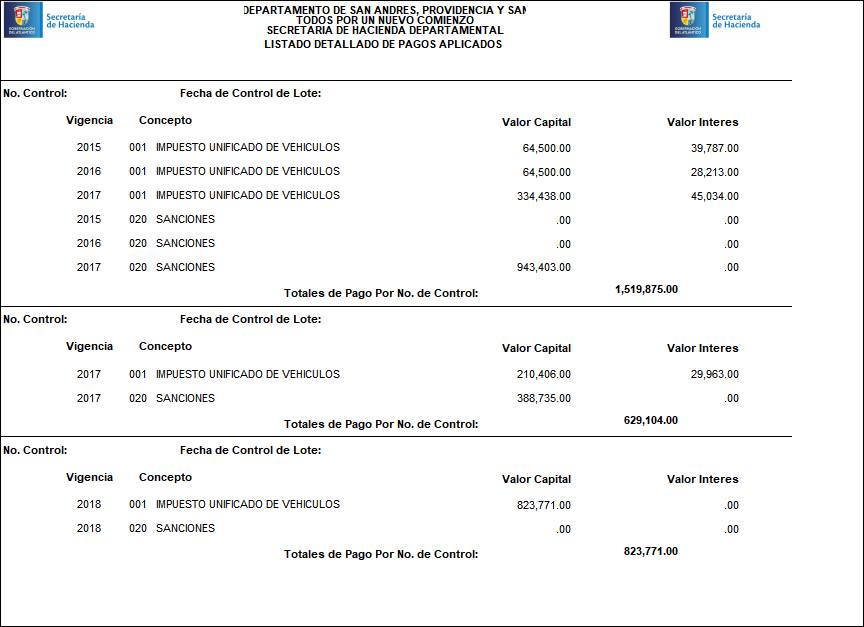 GOBERNACIÓN
DEL ATLÁNTICO
Secretaría
de Hacienda
DEPARTAMENTO DE SAN ANDRES, PROVIDENCIA Y SAN
TODOS POR UN NUEVO COMIENZO
SECRETARIA DE HACIENDA DEPARTAMENTAL
LISTADO DETALLADO DE PAGOS APLICADOS
GOBERNACIÓN
DEL ATLÁNTICO
Secretaría
de Hacienda
No. Control: Fecha de Control de Lote:
Vigencia Concepto Valor Capital Valor Interes
2015 001 IMPUESTO UNIFICADO DE VEHICULOS 64,500.00 39,787.00
2016 001 IMPUESTO UNIFICADO DE VEHICULOS 64,500.00 28,213.00
2017 001 IMPUESTO UNIFICADO DE VEHICULOS 334,438.00 45,034.00
2015 020 SANCIONES .00 .00
2016 020 SANCIONES .00 .00
2017 020 SANCIONES 943,403.00 .00
Totales de Pago Por No. de Control: 1,519,875.00
No. Control: Fecha de Control de Lote:
Vigencia Concepto Valor Capital Valor Interes
2017 001 IMPUESTO UNIFICADO DE VEHICULOS 210,406.00 29,963.00
2017 020 SANCIONES 388,735.00 .00
Totales de Pago Por No. de Control: 629,104.00
No. Control: Fecha de Control de Lote:
Vigencia Concepto Valor Capital Valor Interes
2018 001 IMPUESTO UNIFICADO DE VEHICULOS 823,771.00 .00
2018 020 SANCIONES .00 .00
Totales de Pago Por No. de Control: 823,771.00